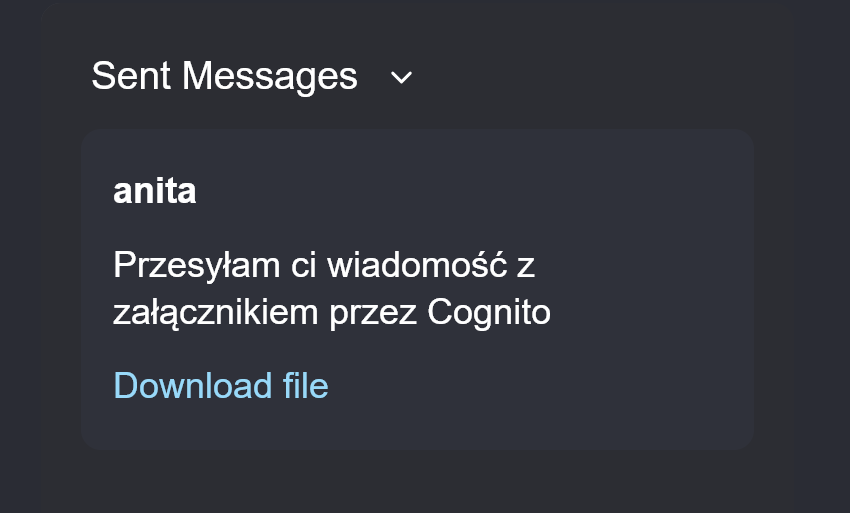 Sent Messages
anita
Przesyłam ci wiadomość z
załącznikiem przez Cognito
Download file